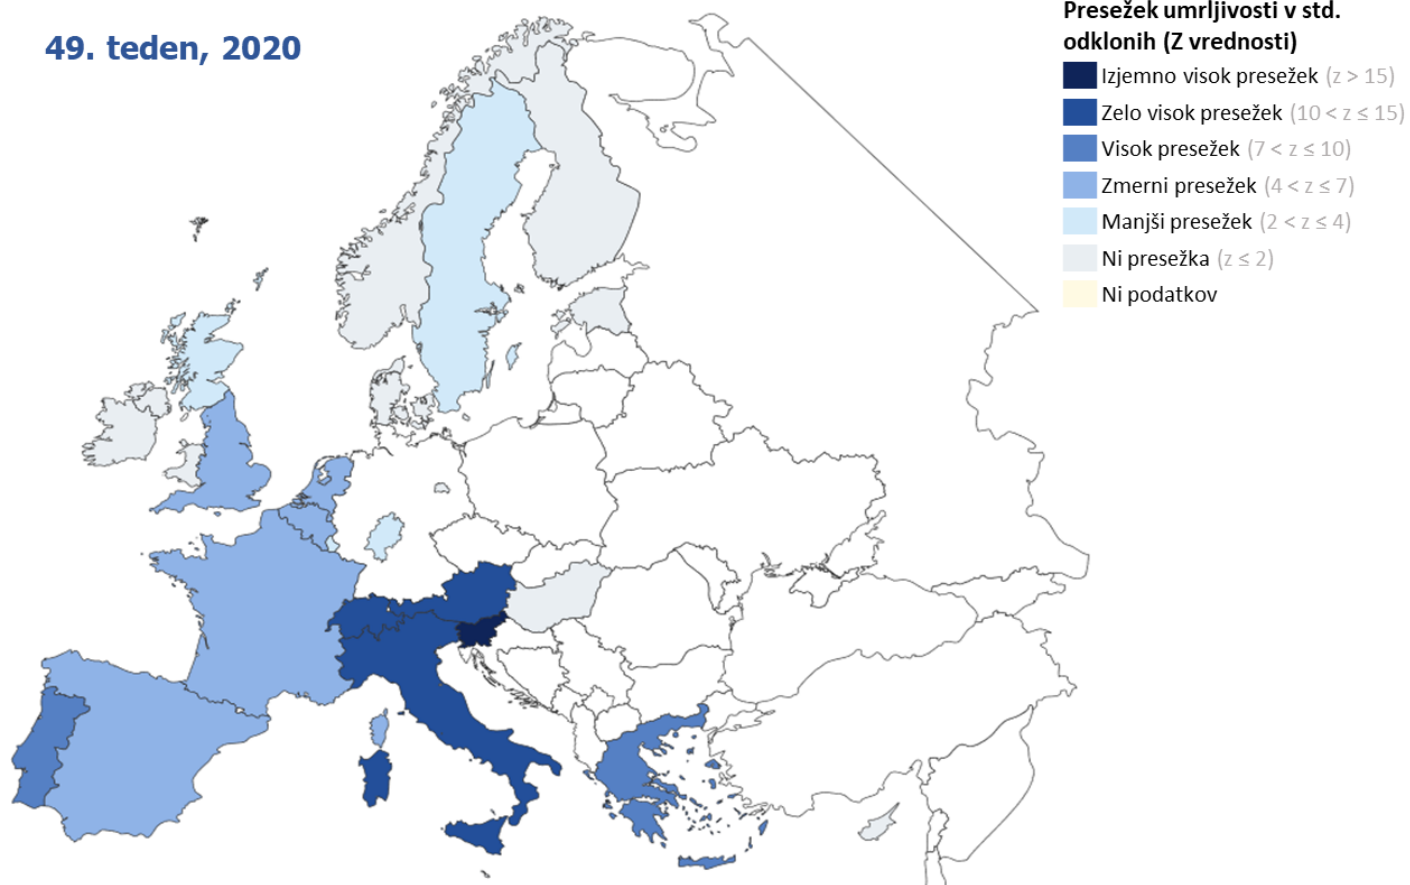 49. teden, 2020
Presežek umrljivosti v std.
odklonih (Z vrednosti)
Izjemno visok presežek (z > 15)
Zelo visok presežek (10 < z ≤ 15)
Visok presežek (7 < z ≤ 10)
Zmerni presežek (4 < z ≤ 7)
Manjši presežek (2 < z ≤ 4)
Ni presežka (z ≤ 2)
Ni podatkov